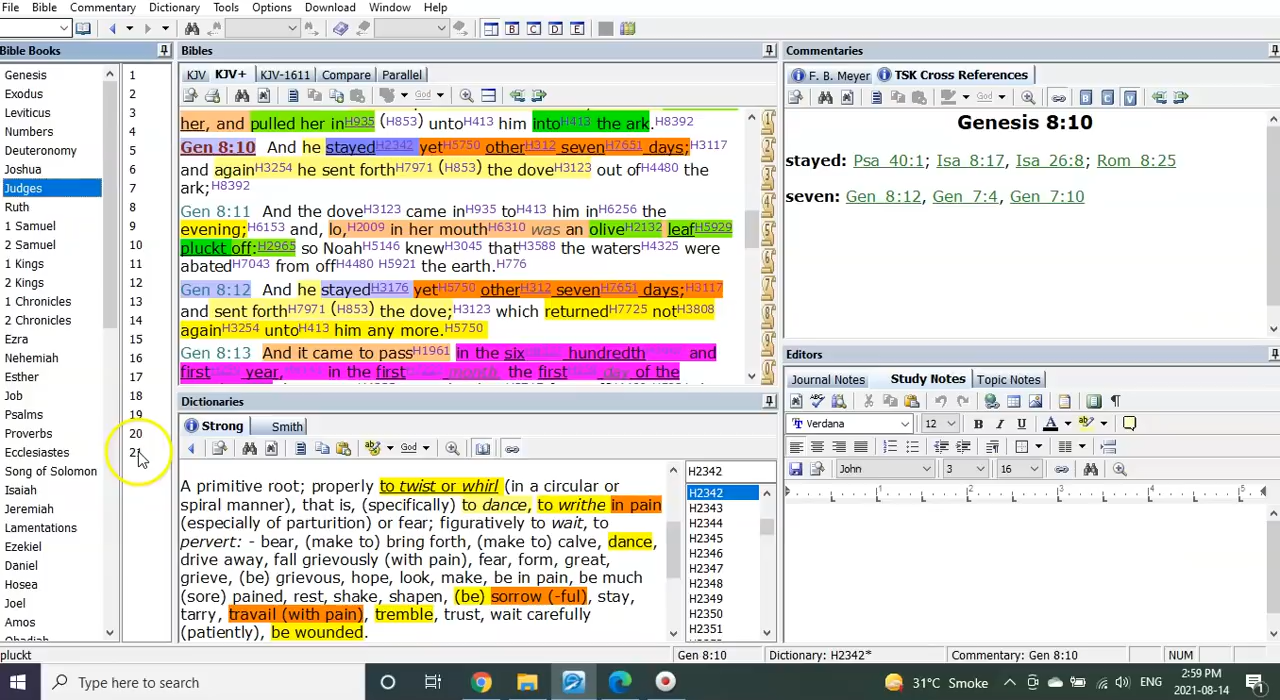 File Bible Commentary Dictionary Tools Options Download Window Help
B C D E
Bible Books
Genesis
Exodus
Leviticus
Numbers
Deuteronomy
Joshua
Judges
Ruth
1 Samuel
2 Samuel
1 Kings
2 Kings
1 Chronicles
2 Chronicles
Ezra
Nehemiah
Esther
Job
Psalms
Proverbs
Ecclesiastes
Song of Solomon
Isaiah
Jeremiah
Lamentations
Ezekiel
Daniel
Hosea
Joel
Amos
Obadiah
1
2
3
4
5
6
7
8
9
10
11
12
13
14
15
16
17
18
19
20
21
Bibles
KJV KJV+ KJV-1611 Compare Parallel
God
her, and pulled her inH935 (H853) untoH413 him intoH413 the ark.H8392
Gen 8:10 And he stayedH2342 yetH5750 otherH312 sevenH7651 days;H3117
and againH3254 he sent forthH7971 (H853) the doveH3123 out ofH4480 the
ark;H8392
Gen 8:11 And the doveH3123 came inH935 toH413 him inH6256 the
evening;H6153 and, lo,H2009 in her mouthH6310 was an oliveH2132 leafH5929
pluckt off:H2965 so NoahH5146 knewH3045 thatH3588 the watersH4325 were
abatedH7043 from offH4480 H5921 the earth.H776
Gen 8:12 And he stayedH3176 yetH5750 otherH312 sevenH7651 days;H3117
and sent forthH7971 (H853) the dove;H3123 which returnedH7725 notH3808
againH3254 untoH413 him any more.H5750
Gen 8:13 And it came to passH1961 in the six hundredth and
first year, in the first month, the first day of the
Dictionaries
Strong Smith
God
H2342
A primitive root; properly to twist or whirl (in a circular or
spiral manner), that is, (specifically) to dance, to writhe in pain
(especially of parturition) or fear; figuratively to wait, to
pervert: - bear, (make to) bring forth, (make to) calve, dance,
drive away, fall grievously (with pain), fear, form, great,
grieve, (be) grievous, hope, look, make, be in pain, be much
(sore) pained, rest, shake, shapen, (be) sorrow (-ful), stay,
tarry, travail (with pain), tremble, trust, wait carefully
(patiently), be wounded.
H2342
H2343
H2344
H2345
H2346
H2347
H2348
H2349
H2350
H2351
Commentaries
F. B. Meyer TSK Cross References
God B C V
Genesis 8:10
stayed: Psa 40:1; Isa 8:17, Isa 26:8; Rom 8:25
seven: Gen 8:12, Gen 7:4, Gen 7:10
Editors
Journal Notes Study Notes Topic Notes
Verdana 12 B I U A
John 3 16
1 2 3 4 5
pluckt Gen 8:10 Dictionary: H2342* Commentary: Gen 8:10 NUM
Type here to search
31°C Smoke ENG 2:59 PM
2021-08-14